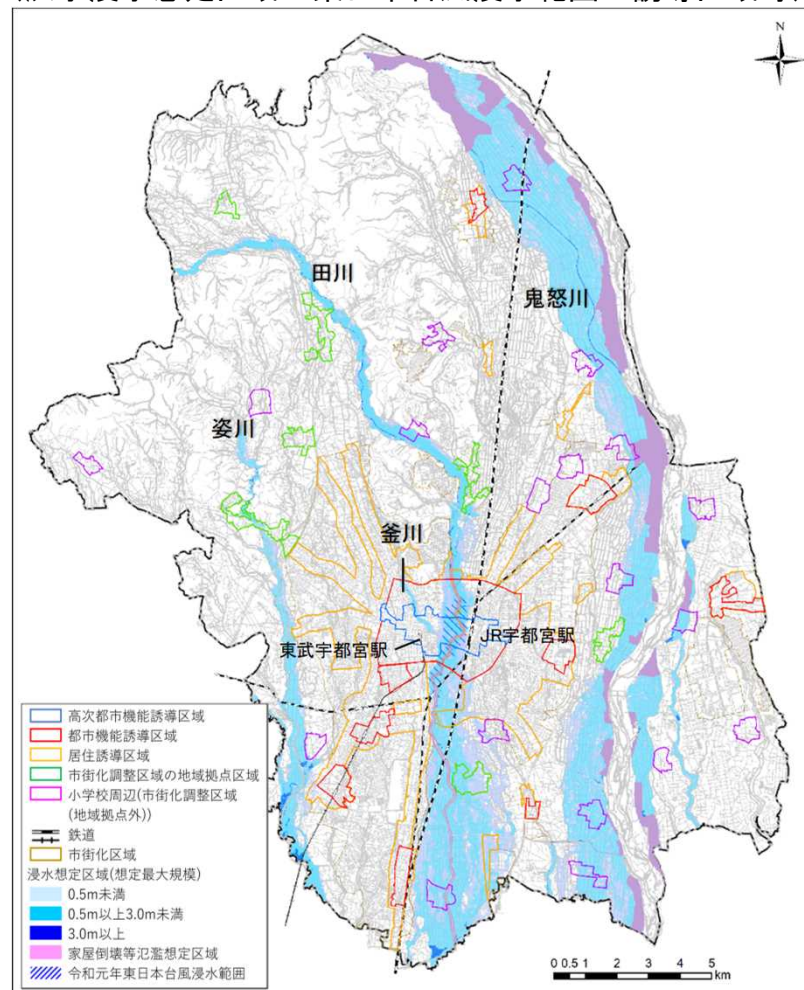 N
田川
鬼怒川
姿川
釜川
東武宇都宮駅
JR宇都宮駅
高次都市機能誘導区域
都市機能誘導区域
居住誘導区域
市街化調整区域の地域拠点区域
小学校周辺(市街化調整区域
(地域拠点外))
鉄道
市街化区域
浸水想定区域(想定最大規模)
0.5m未満
0.5m以上3.0m未満
3.0m以上
家屋倒壊等氾濫想定区域
令和元年東日本台風浸水範囲
0 0.5 1 2 3 4 5
km